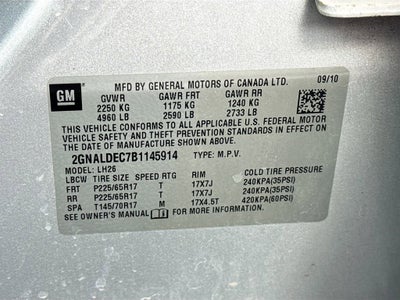 GM
MFD BY GENERAL MOTORS OF CANADA LTD. 09/10
GVWR GAWR FRT GAWR RR
2250 KG 1175 KG 1240 KG
4960 LB 2590 LB 2733 LB
THIS VEHICLE CONFORMS TO ALL APPLICABLE U.S. FEDERAL MOTOR
VEHICLE SAFETY AND THEFT PREVENTION STANDARDS IN EFFECT ON
THE DATE OF MANUFACTURE SHOWN ABOVE.
2GNALDEC7B1145914 TYPE: M.P.V.
MODEL: LH26
LBCW TIRE SIZE SPEED RTG RIM COLD TIRE PRESSURE
FRT P225/65R17 T 17X7J 240KPA(35PSI)
RR P225/65R17 T 17X7J 240KPA(35PSI)
SPA T145/70R17 M 17X4.5T 420KPA(60PSI)
SEE OWNER'S MANUAL FOR MORE INFORMATION.